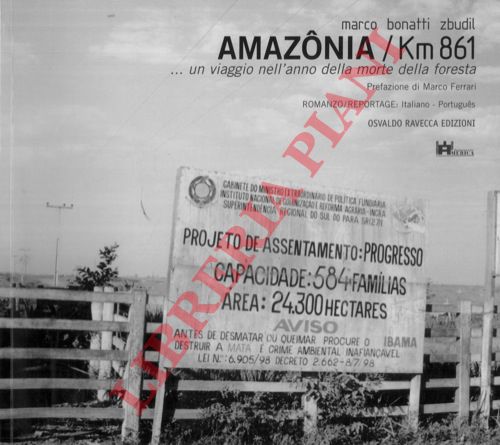 marco bonatti zbudil
AMAZÔNIA / Km 861
... un viaggio nell'anno della morte della foresta
Prefazione di Marco Ferrari
ROMANZO/REPORTAGE: Italiano - Português
OSVALDO RAVECCA EDIZIONI
AMERICA
GABINETE DO MINISTRO EXTRAORDINÁRIO DE POLÍTICA FUNDIÁRIA
INSTITUTO NACIONAL DE COLONIZAÇÃO E REFORMA AGRÁRIA-INCRA
SUPERINTENDÊNCIA REGIONAL DO SUL DO PARÁ SR(27)
PROJETO DE ASSENTAMENTO: PROGRESSO
CAPACIDADE: 584 FAMÍLIAS
ÁREA: 24.300 HECTARES
AVISO
ANTES DE DESMATAR OU QUEIMAR PROCURE O IBAMA
DESTRUIR A MATA É CRIME AMBIENTAL INAFIANÇAVEL
LEI N.: 6.905/98 DECRETO 2.662-8/7/98
LIBRERIA PIANI